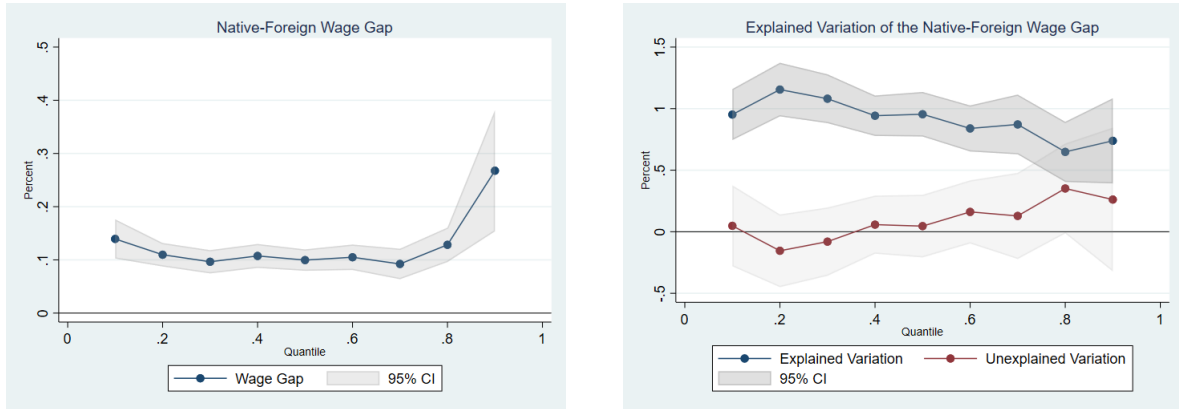 Native-Foreign Wage Gap
Percent
.5
.4
.3
.2
.1
0
0
.2
.4
.6
.8
1
Quantile
Wage Gap
95% CI
Explained Variation of the Native-Foreign Wage Gap
Percent
1.5
1
.5
0
-.5
0
.2
.4
.6
.8
1
Quantile
Explained Variation
Unexplained Variation
95% CI